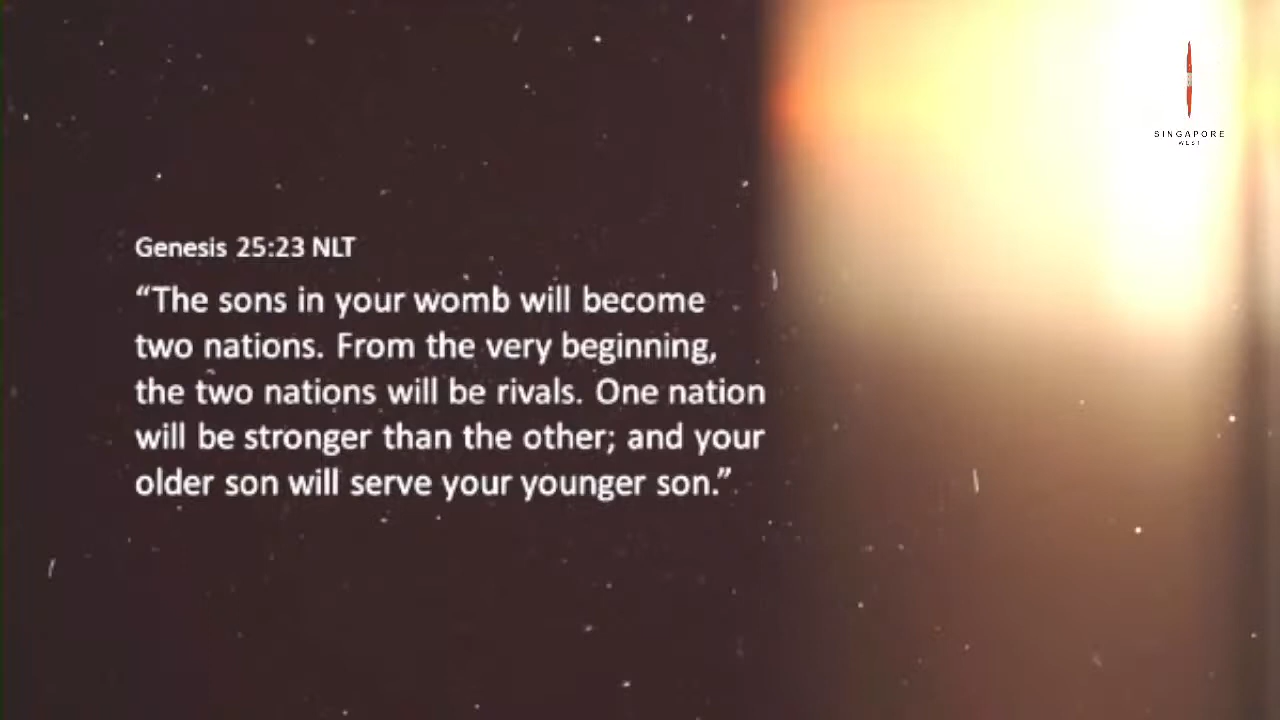 SINGAPORE
WEST
Genesis 25:23 NLT
“The sons in your womb will become
two nations. From the very beginning,
the two nations will be rivals. One nation
will be stronger than the other; and your
older son will serve your younger son.”